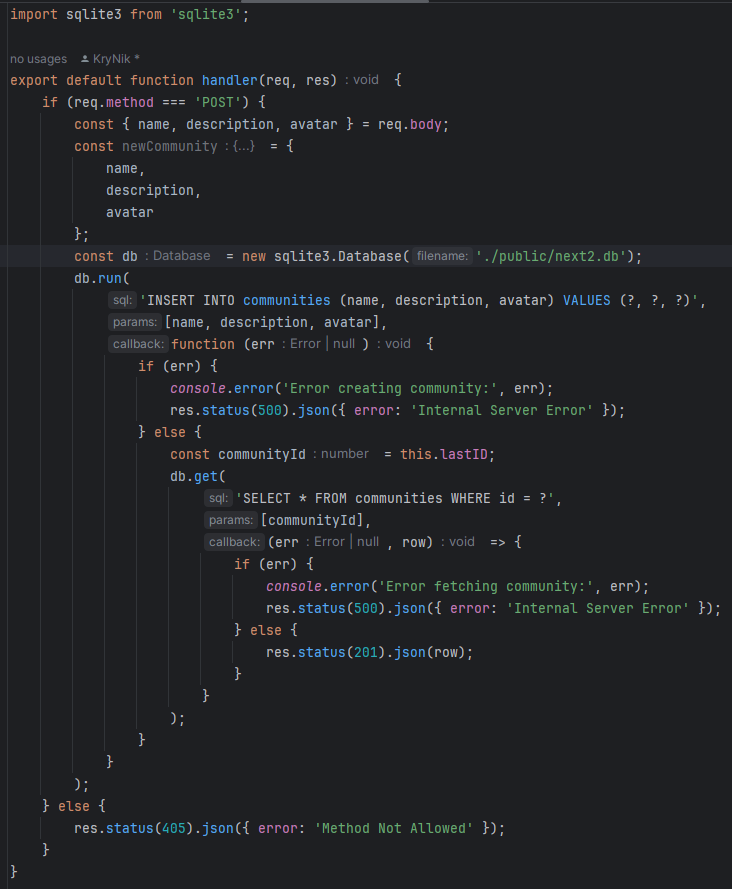 import sqlite3 from 'sqlite3';
no usages KryNik *
export default function handler(req, res) : void {
if (req.method === 'POST') {
const { name, description, avatar } = req.body;
const newCommunity : {...} = {
name,
description,
avatar
};
const db : Database = new sqlite3.Database( filename: './public/next2.db');
db.run(
sql: 'INSERT INTO communities (name, description, avatar) VALUES (?, ?, ?)',
params: [name, description, avatar],
callback: function (err : Error | null ) : void {
if (err) {
console.error('Error creating community:', err);
res.status(500).json({ error: 'Internal Server Error' });
} else {
const communityId : number = this.lastID;
db.get(
sql: 'SELECT * FROM communities WHERE id = ?',
params: [communityId],
callback: (err : Error | null , row) : void => {
if (err) {
console.error('Error fetching community:', err);
res.status(500).json({ error: 'Internal Server Error' });
} else {
res.status(201).json(row);
}
}
);
}
}
);
} else {
res.status(405).json({ error: 'Method Not Allowed' });
}
}